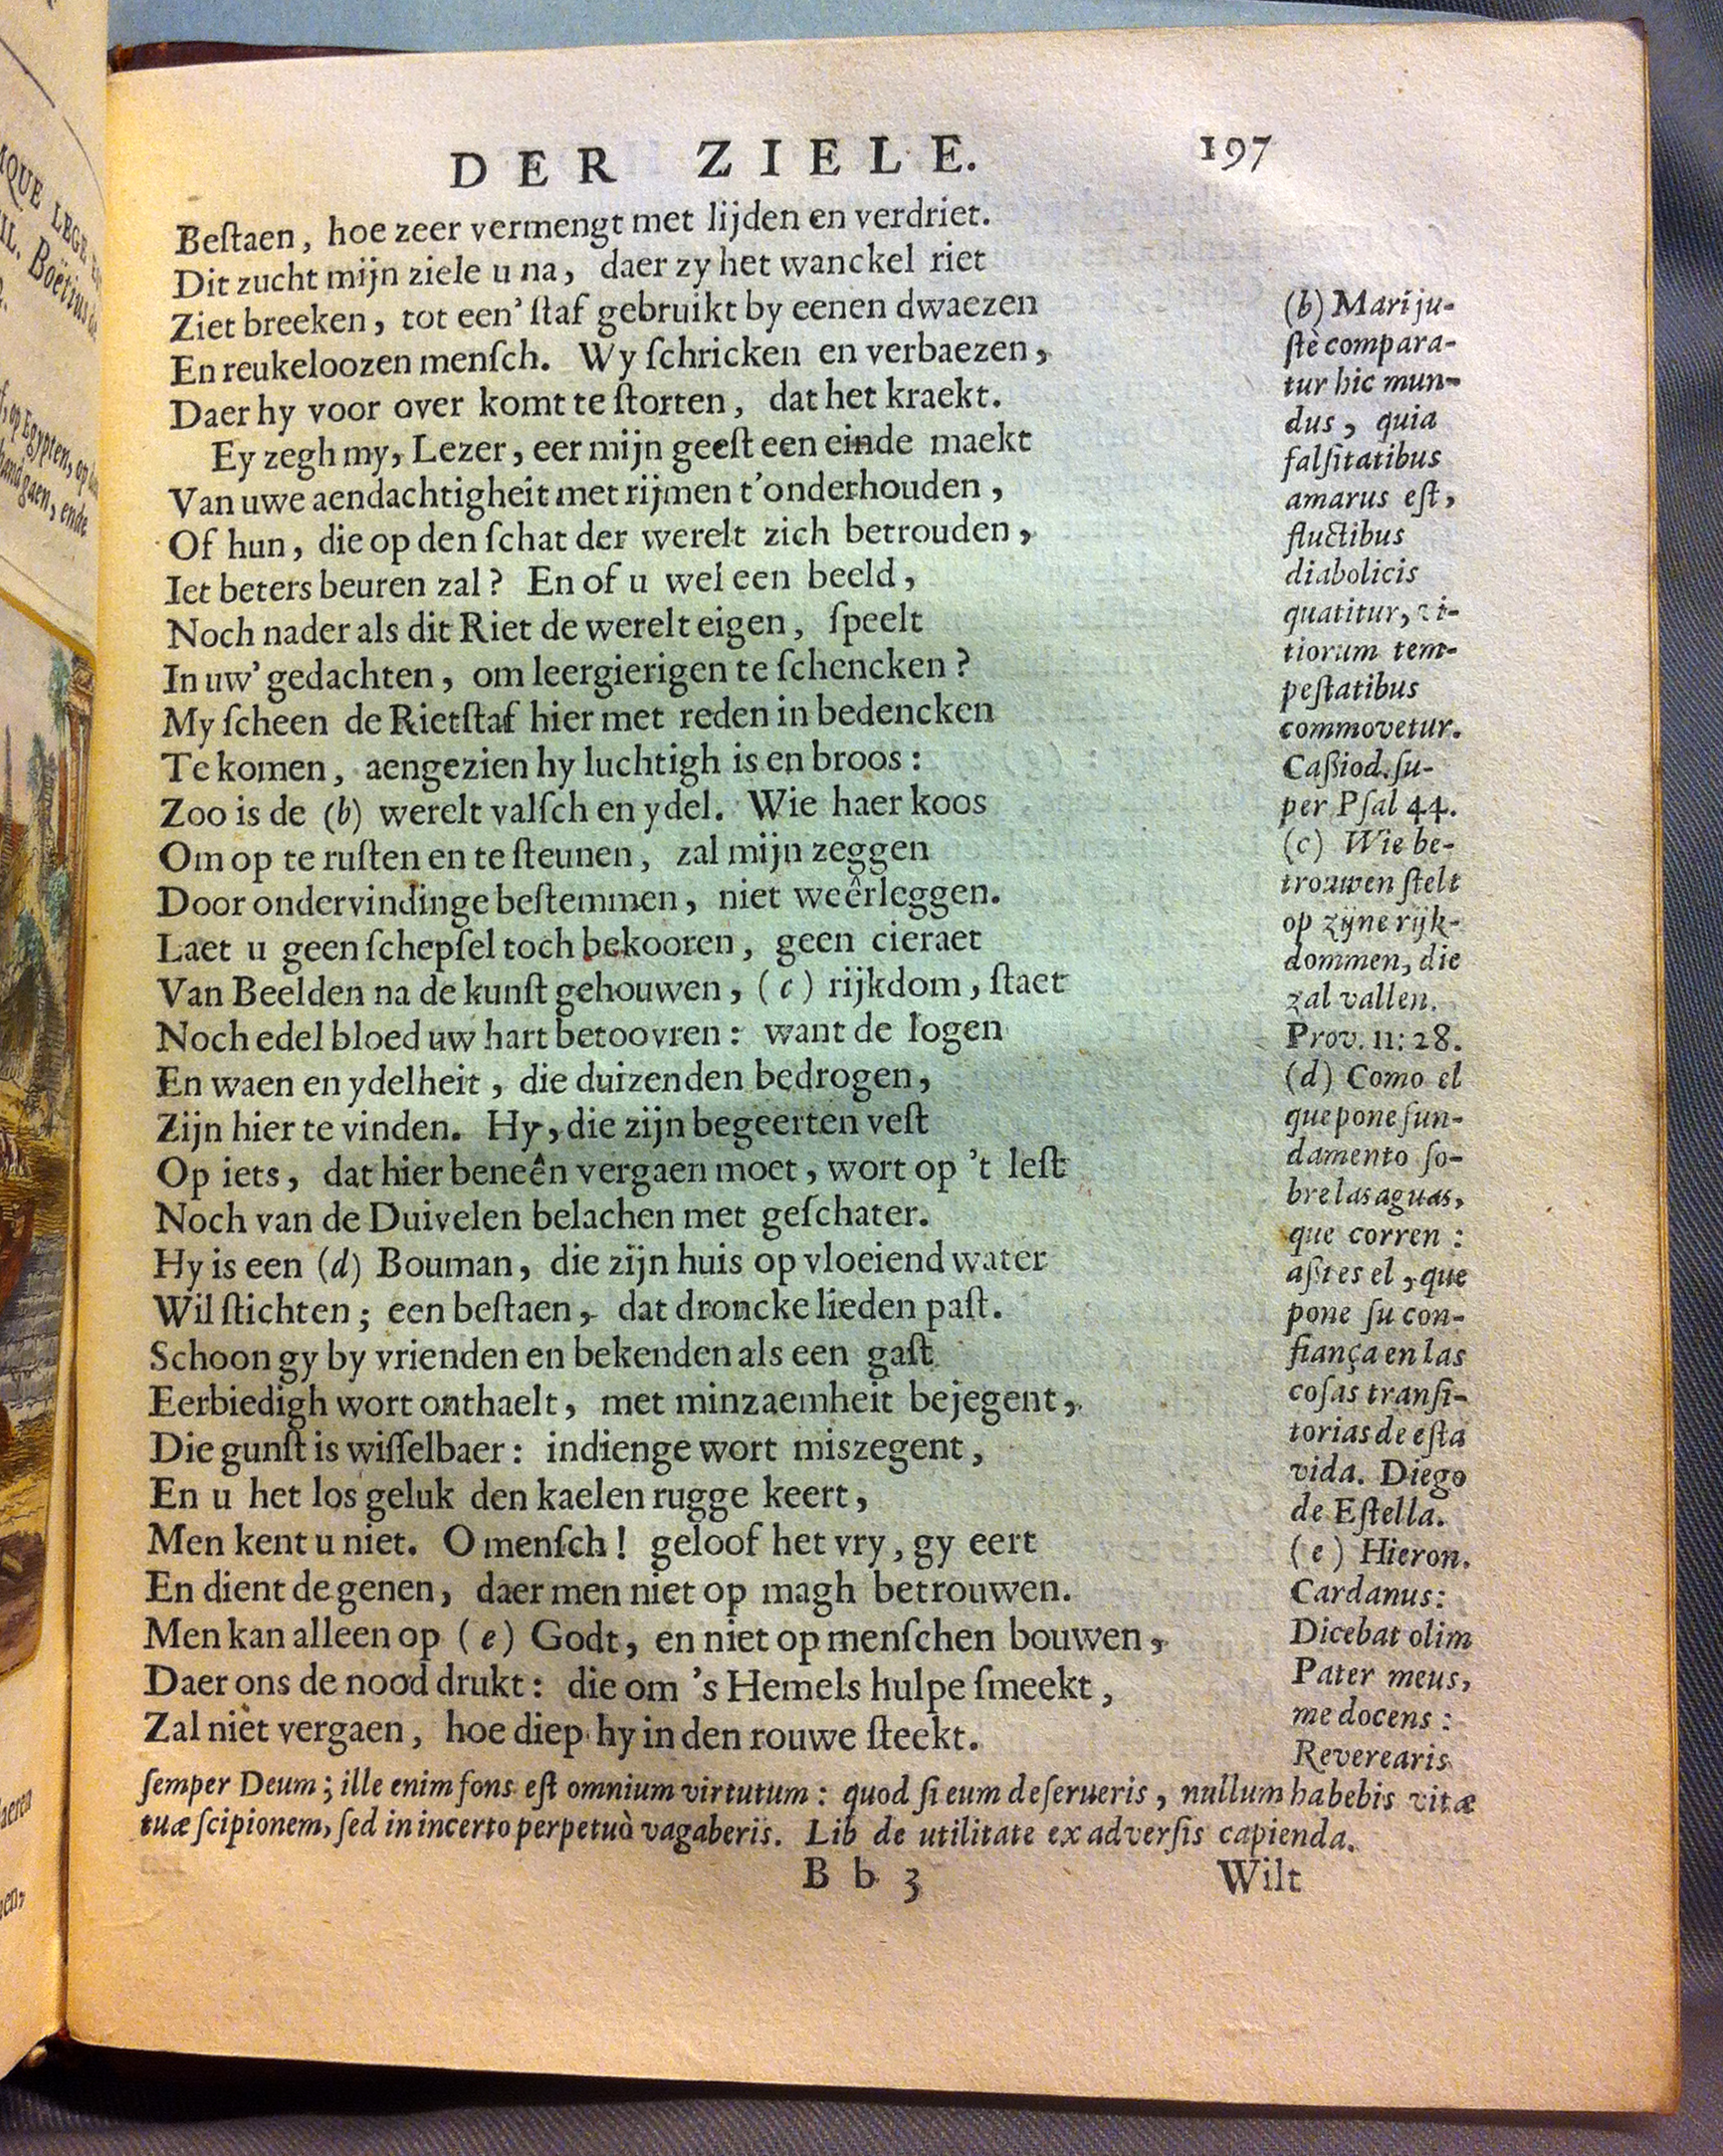 DER ZIELE. 197
Beſtaen, hoe zeer vermengt met lijden en verdriet.
Dit zucht mijn ziele u na, daer zy het wanckel riet
Ziet breeken, tot een' ſtaf gebruikt by eenen dwaezen
En reukeloozen menſch. Wy ſchricken en verbaezen,
Daer hy voor over komt te ſtorten, dat het kraekt.
Ey zegh my, Lezer, eer mijn geeſt een einde maekt
Van uwe aendachtigheit met rijmen t'onderhouden,
Of hun, die op den ſchat der werelt zich betrouden,
Iet beters beuren zal? En of u wel een beeld,
Noch nader als dit Riet de werelt eigen, ſpeelt
In uw' gedachten, om leergierigen te ſchencken?
My ſcheen de Rietſtaf hier met reden in bedencken
Te komen, aengezien hy luchtigh is en broos:
Zoo is de (b) werelt valſch en ydel. Wie haer koos
Om op te ruſten en te ſteunen, zal mijn zeggen
Door ondervindinge beſtemmen, niet weêrleggen.
Laet u geen ſchepſel toch bekooren, geen cieraet
Van Beelden na de kunſt gehouwen, (c) rijkdom, ſtaet
Noch edel bloed uw hart betoovren: want de logen
En waen en ydelheit, die duizenden bedrogen,
Zijn hier te vinden. Hy, die zijn begeerten veſt
Op iets, dat hier beneên vergaen moet, wort op 't leſt
Noch van de Duivelen belachen met geſchater.
Hy is een (d) Bouman, die zijn huis op vloeiend water
Wil ſtichten; een beſtaen, dat droncke lieden paſt.
Schoon gy by vrienden en bekenden als een gaſt
Eerbiedigh wort onthaelt, met minzaemheit bejegent,
Die gunſt is wiſſelbaer: indien ge wort miszegent,
En u het los geluk den kaelen rugge keert,
Men kent u niet. O menſch! geloof het vry, gy eert
En dient de genen, daer men niet op magh betrouwen.
Men kan alleen op (e) Godt, en niet op menſchen bouwen,
Daer ons de nood drukt: die om 's Hemels hulpe ſmeekt,
Zal niet vergaen, hoe diep hy in den rouwe ſteekt.
(b) Mari ju-
ſtè compara-
tur hic mun-
dus, quia
falſitatibus
amarus eſt,
fluctibus
diabolicis
quatitur, vi-
tiorum tem-
peſtatibus
commovetur.
Caßiod. ſu-
per Pſal 44.
(c) Wie be-
trouwen ſtelt
op zijne rijk-
dommen, die
zal vallen.
Prov. 11: 28.
(d) Como el
que pone fun-
damento ſo-
bre las aguas,
que corren:
aßi es el, que
pone ſu con-
fiança en las
coſas tranſi-
torias de eſta
vida. Diego
de Eſtella.
(e) Hieron.
Cardanus:
Dicebat olim
Pater meus,
me docens:
Reverearis
ſemper Deum; ille enim fons eſt omnium virtutum: quod ſi eum deſerueris, nullum habebis vitæ
tuæ ſcipionem, ſed in incerto perpetuò vagaberis. Lib de utilitate ex adverſis capienda.
Bb 3 Wilt